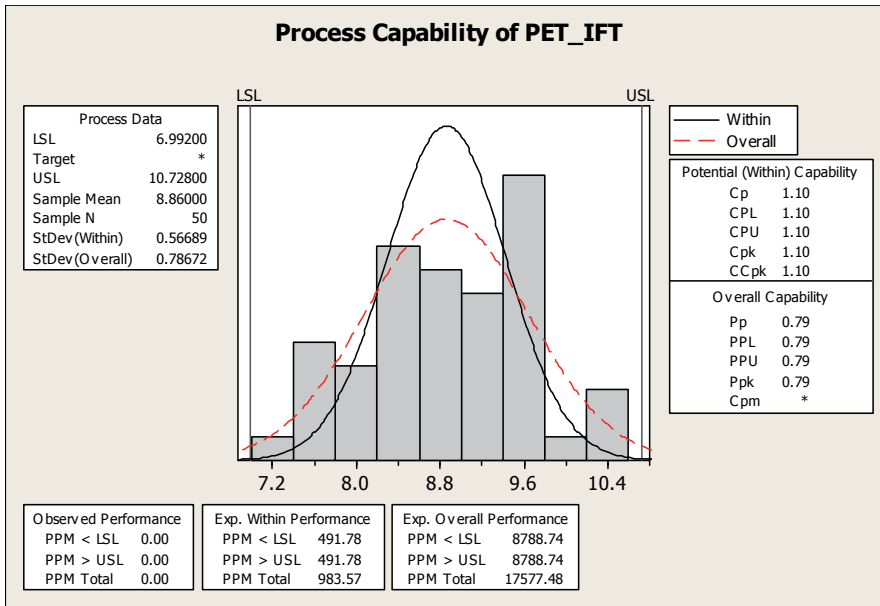 Process Capability of PET_IFT
LSL USL
Process Data
LSL 6.99200
Target *
USL 10.72800
Sample Mean 8.86000
Sample N 50
StDev(Within) 0.56689
StDev(Overall) 0.78672
Within
Overall
Potential (Within) Capability
Cp 1.10
CPL 1.10
CPU 1.10
Cpk 1.10
CCpk 1.10
Overall Capability
Pp 0.79
PPL 0.79
PPU 0.79
Ppk 0.79
Cpm *
7.2 8.0 8.8 9.6 10.4
Observed Performance
PPM < LSL 0.00
PPM > USL 0.00
PPM Total 0.00
Exp. Within Performance
PPM < LSL 491.78
PPM > USL 491.78
PPM Total 983.57
Exp. Overall Performance
PPM < LSL 8788.74
PPM > USL 8788.74
PPM Total 17577.48